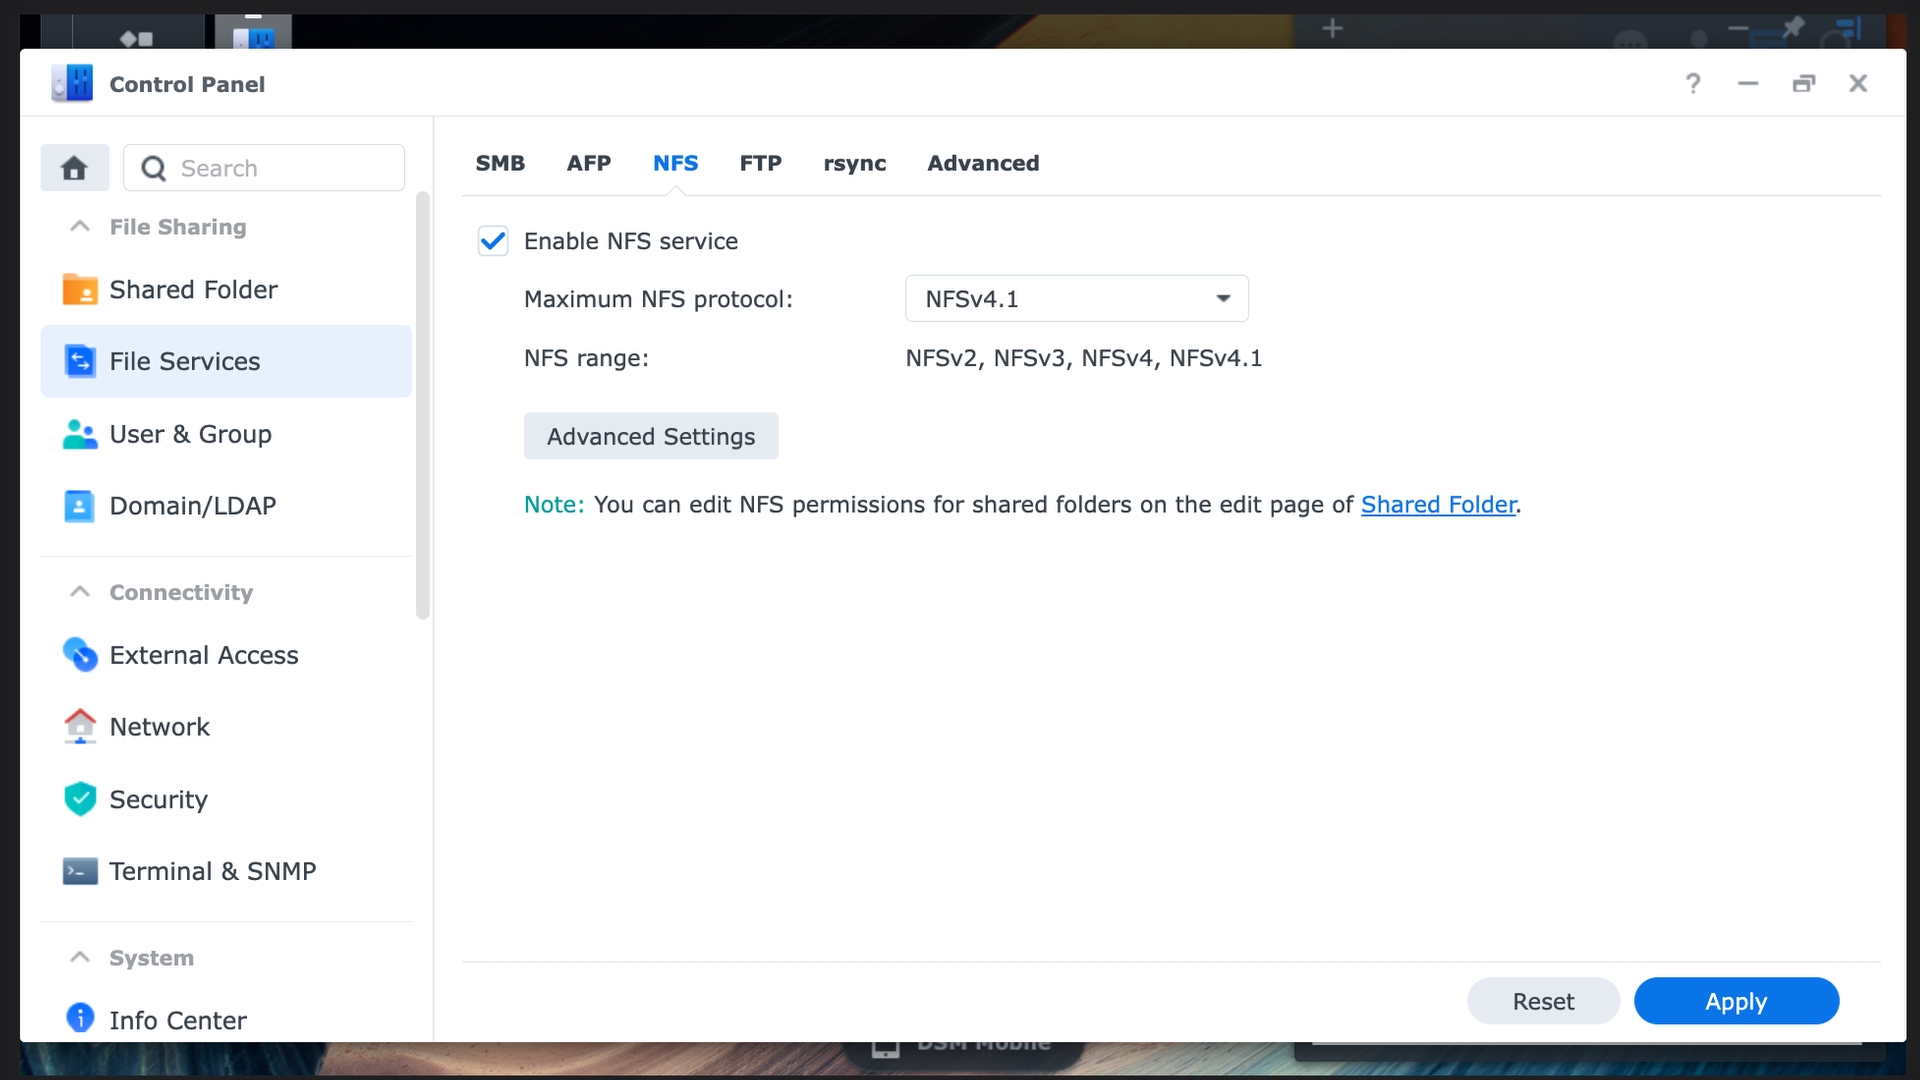 Control Panel
Search
File Sharing
Shared Folder
File Services
User & Group
Domain/LDAP
Connectivity
External Access
Network
Security
Terminal & SNMP
System
Info Center
SMB AFP NFS FTP rsync Advanced
Enable NFS service
Maximum NFS protocol: NFSv4.1
NFS range: NFSv2, NFSv3, NFSv4, NFSv4.1
Advanced Settings
Note: You can edit NFS permissions for shared folders on the edit page of Shared Folder.
Reset Apply
DSM Mobile